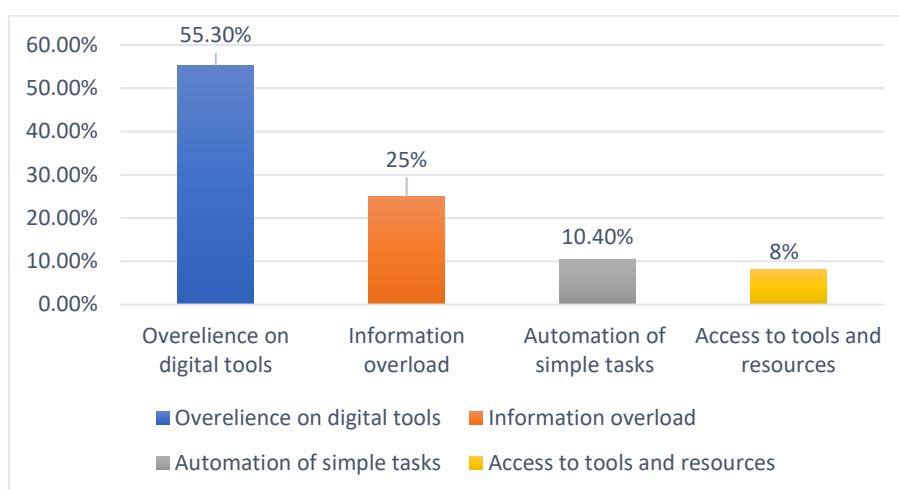 55.30%
60.00%
50.00%
40.00%
30.00%
20.00%
10.00%
0.00%
25%
10.40%
8%
Overelience on
digital tools
Information
overload
Automation of
simple tasks
Access to tools and
resources
Overelience on digital tools
Information overload
Automation of simple tasks
Access to tools and resources